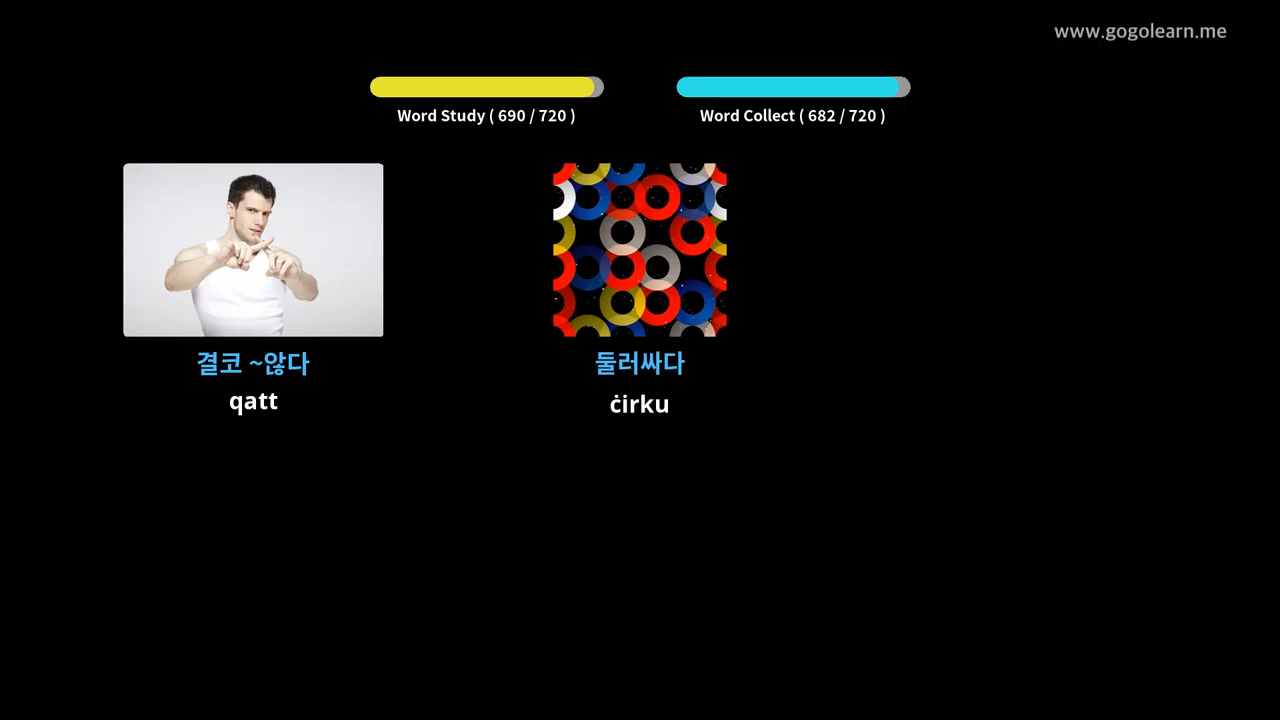 www.gogolearn.me
Word Study ( 690 / 720 )
Word Collect ( 682 / 720 )
결코 ~않다
qatt
둘러싸다
ċirku